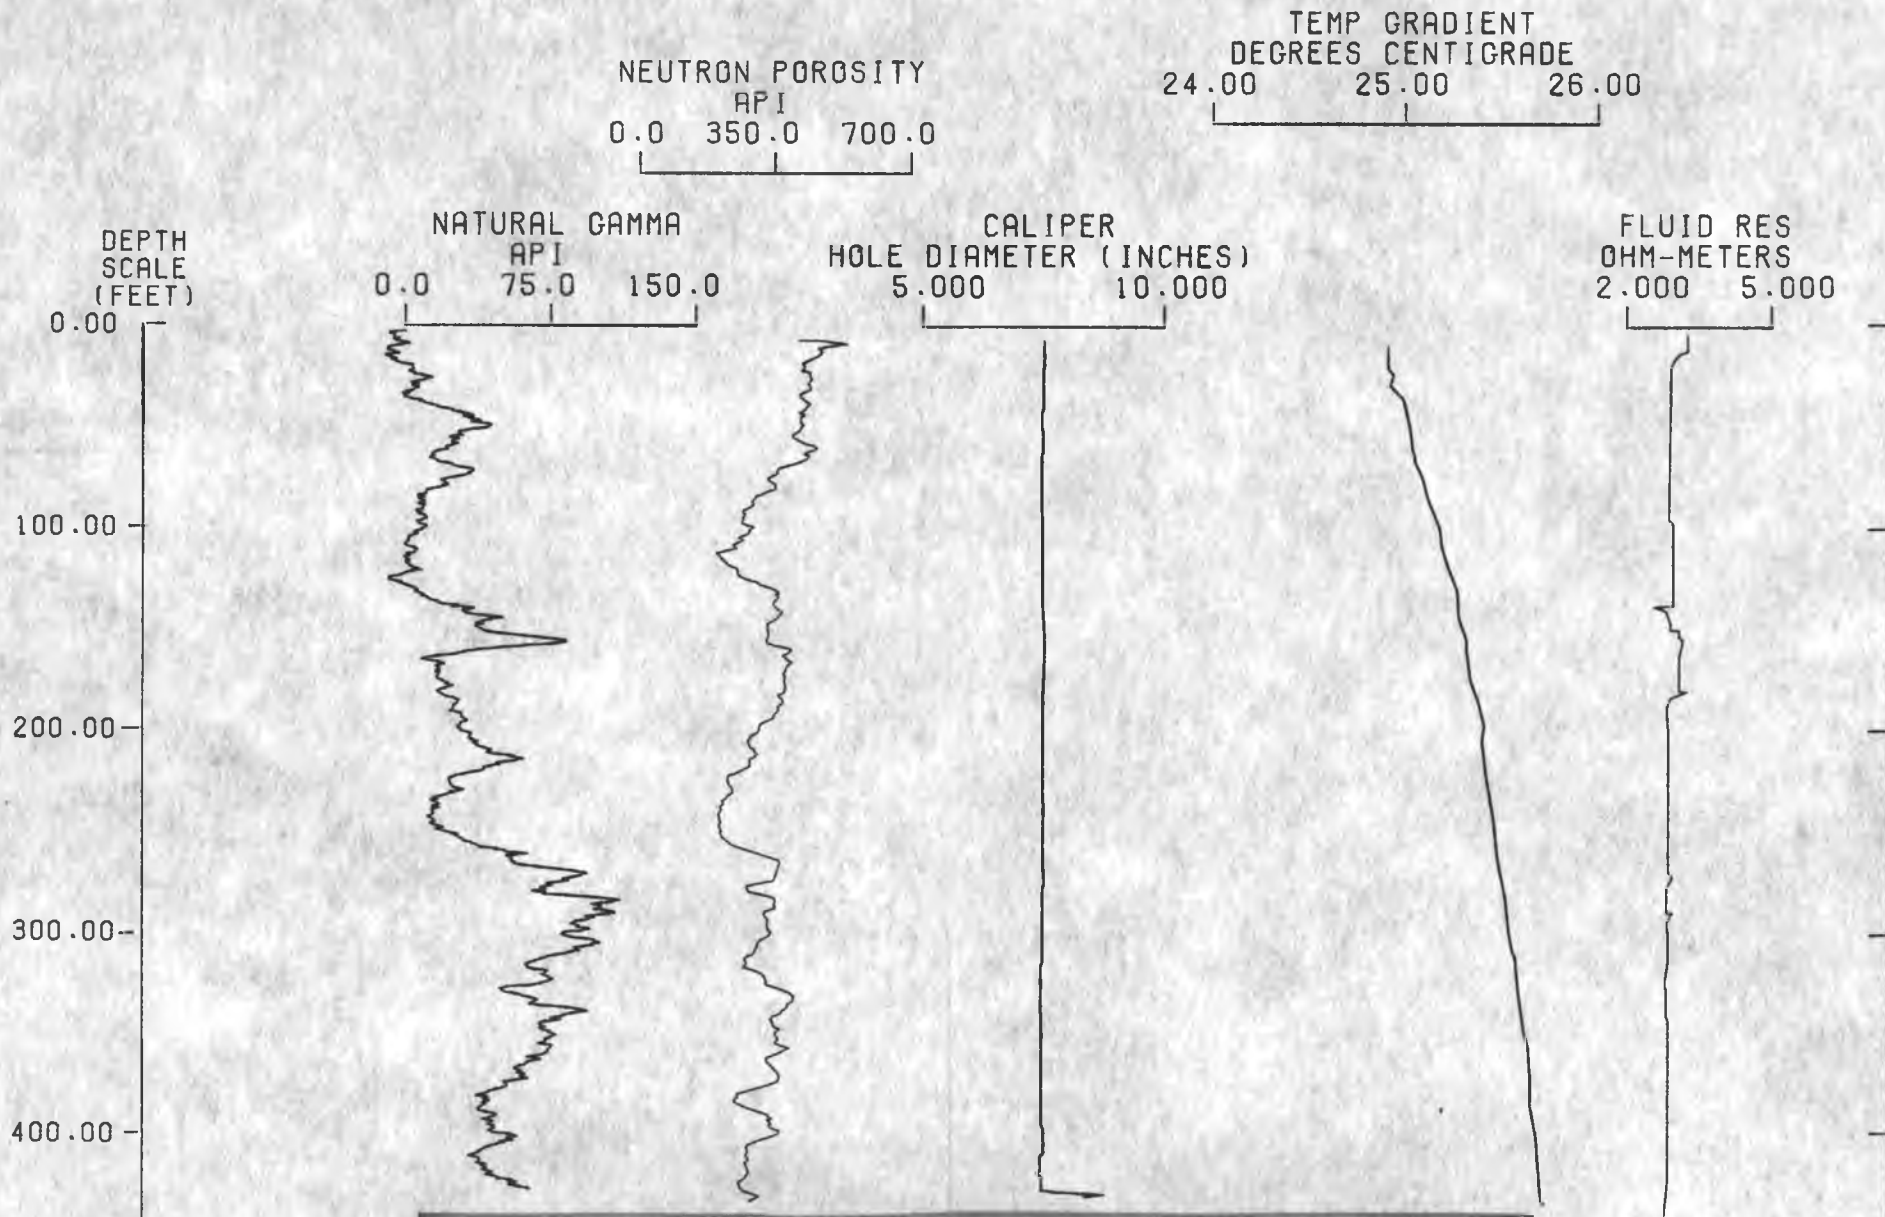 TEMP GRADIENT
DEGREES CENTIGRADE
24.00 25.00 26.00
NEUTRON POROSITY
API
0.0 350.0 700.0
DEPTH
SCALE
(FEET)
NATURAL GAMMA
API
0.0 75.0 150.0
CALIPER
HOLE DIAMETER (INCHES)
5.000 10.000
FLUID RES
OHM-METERS
2.000 5.000
0.00
100.00
200.00
300.00
400.00